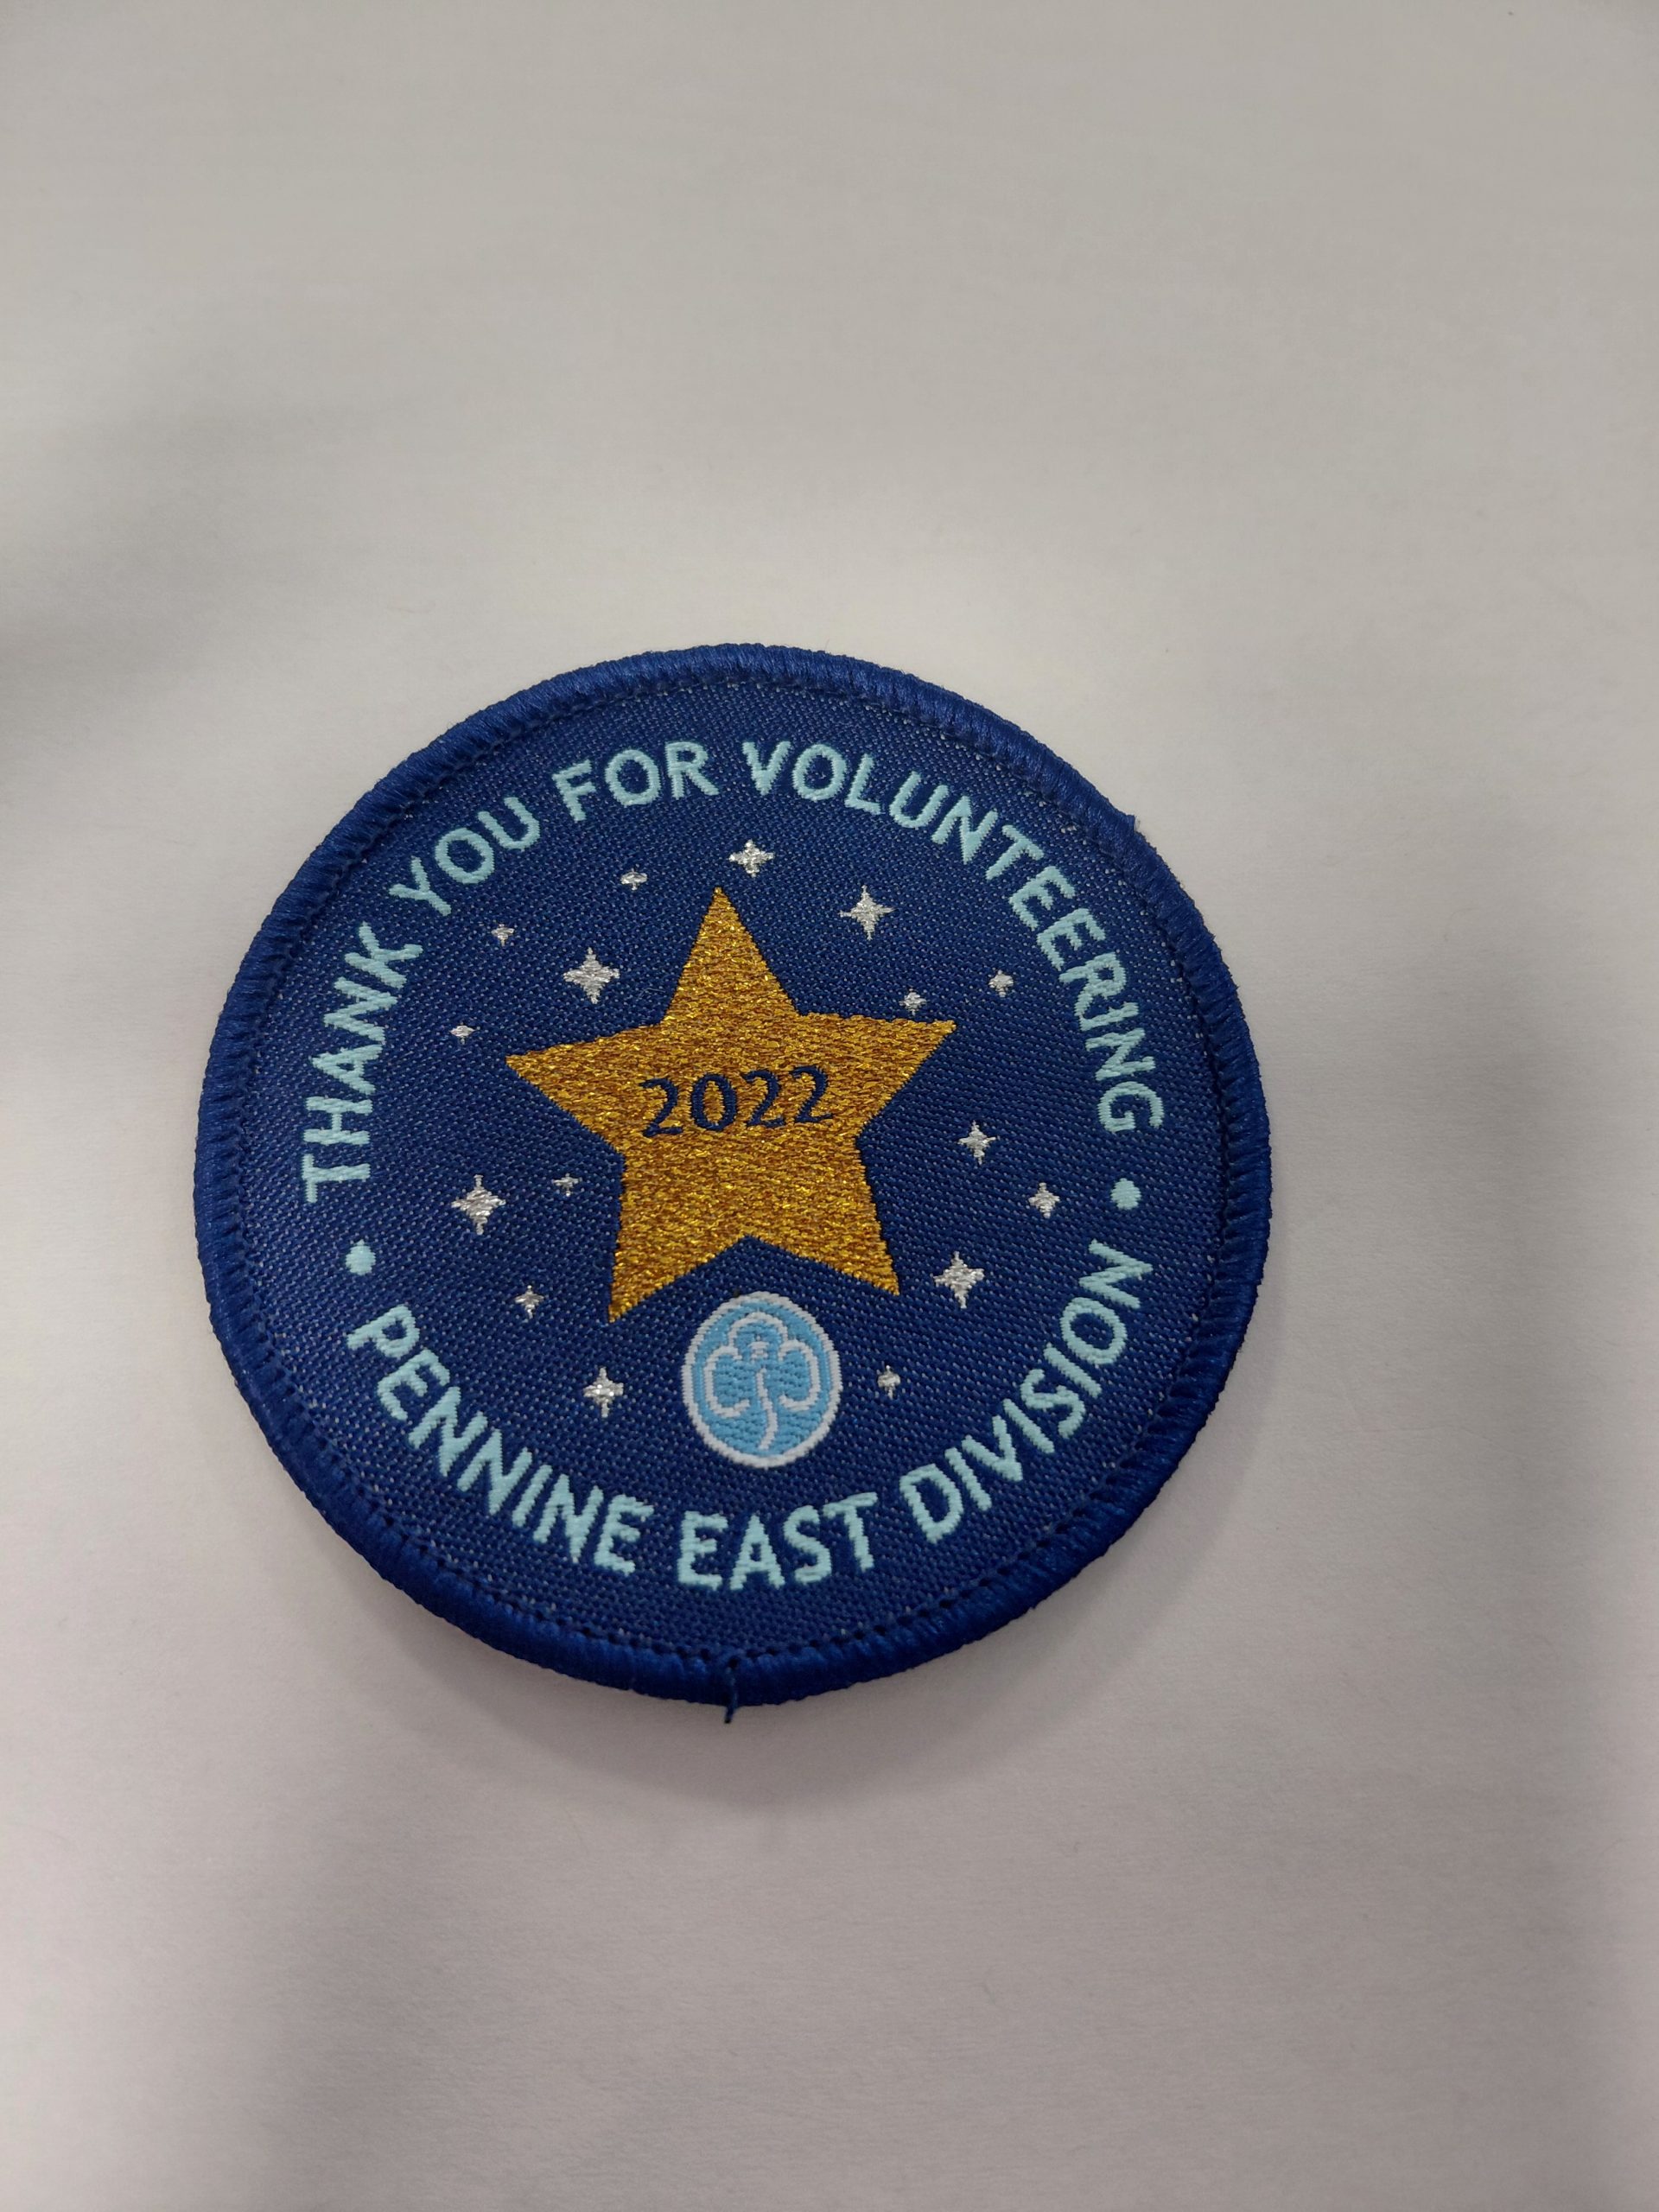 THANK YOU FOR VOLUNTEERING
2022
PENNINE EAST DIVISION